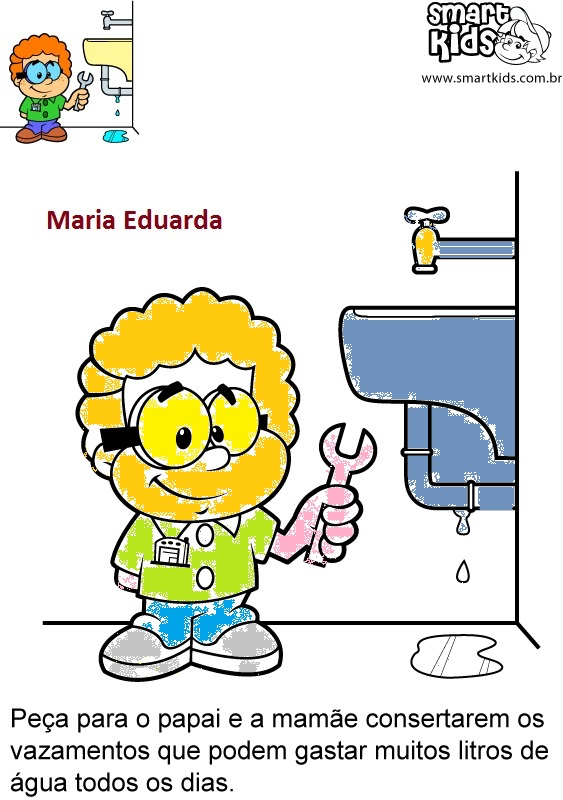 smart
Kids
www.smartkids.com.br
Maria Eduarda
Peça para o papai e a mamãe consertarem os
vazamentos que podem gastar muitos litros de
água todos os dias.